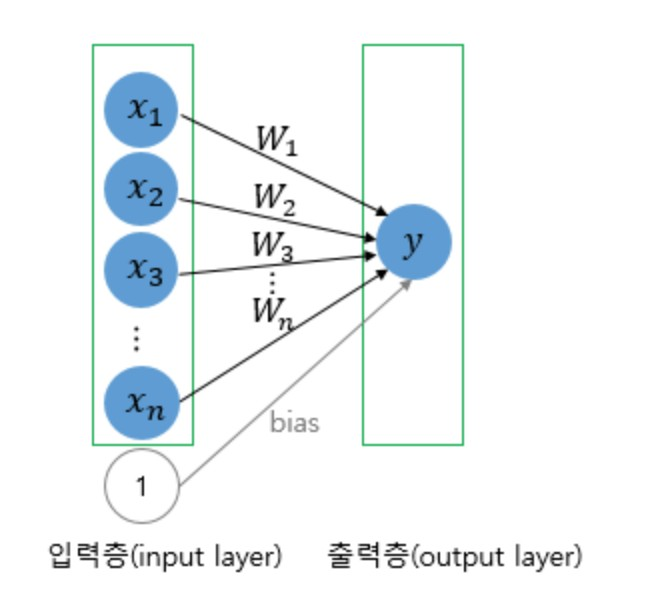 x₁
W₁
x₂
W₂
y
W₃
x₃
⋮
Wₙ
⋮
xₙ
bias
1
입력층(input layer) 출력층(output layer)